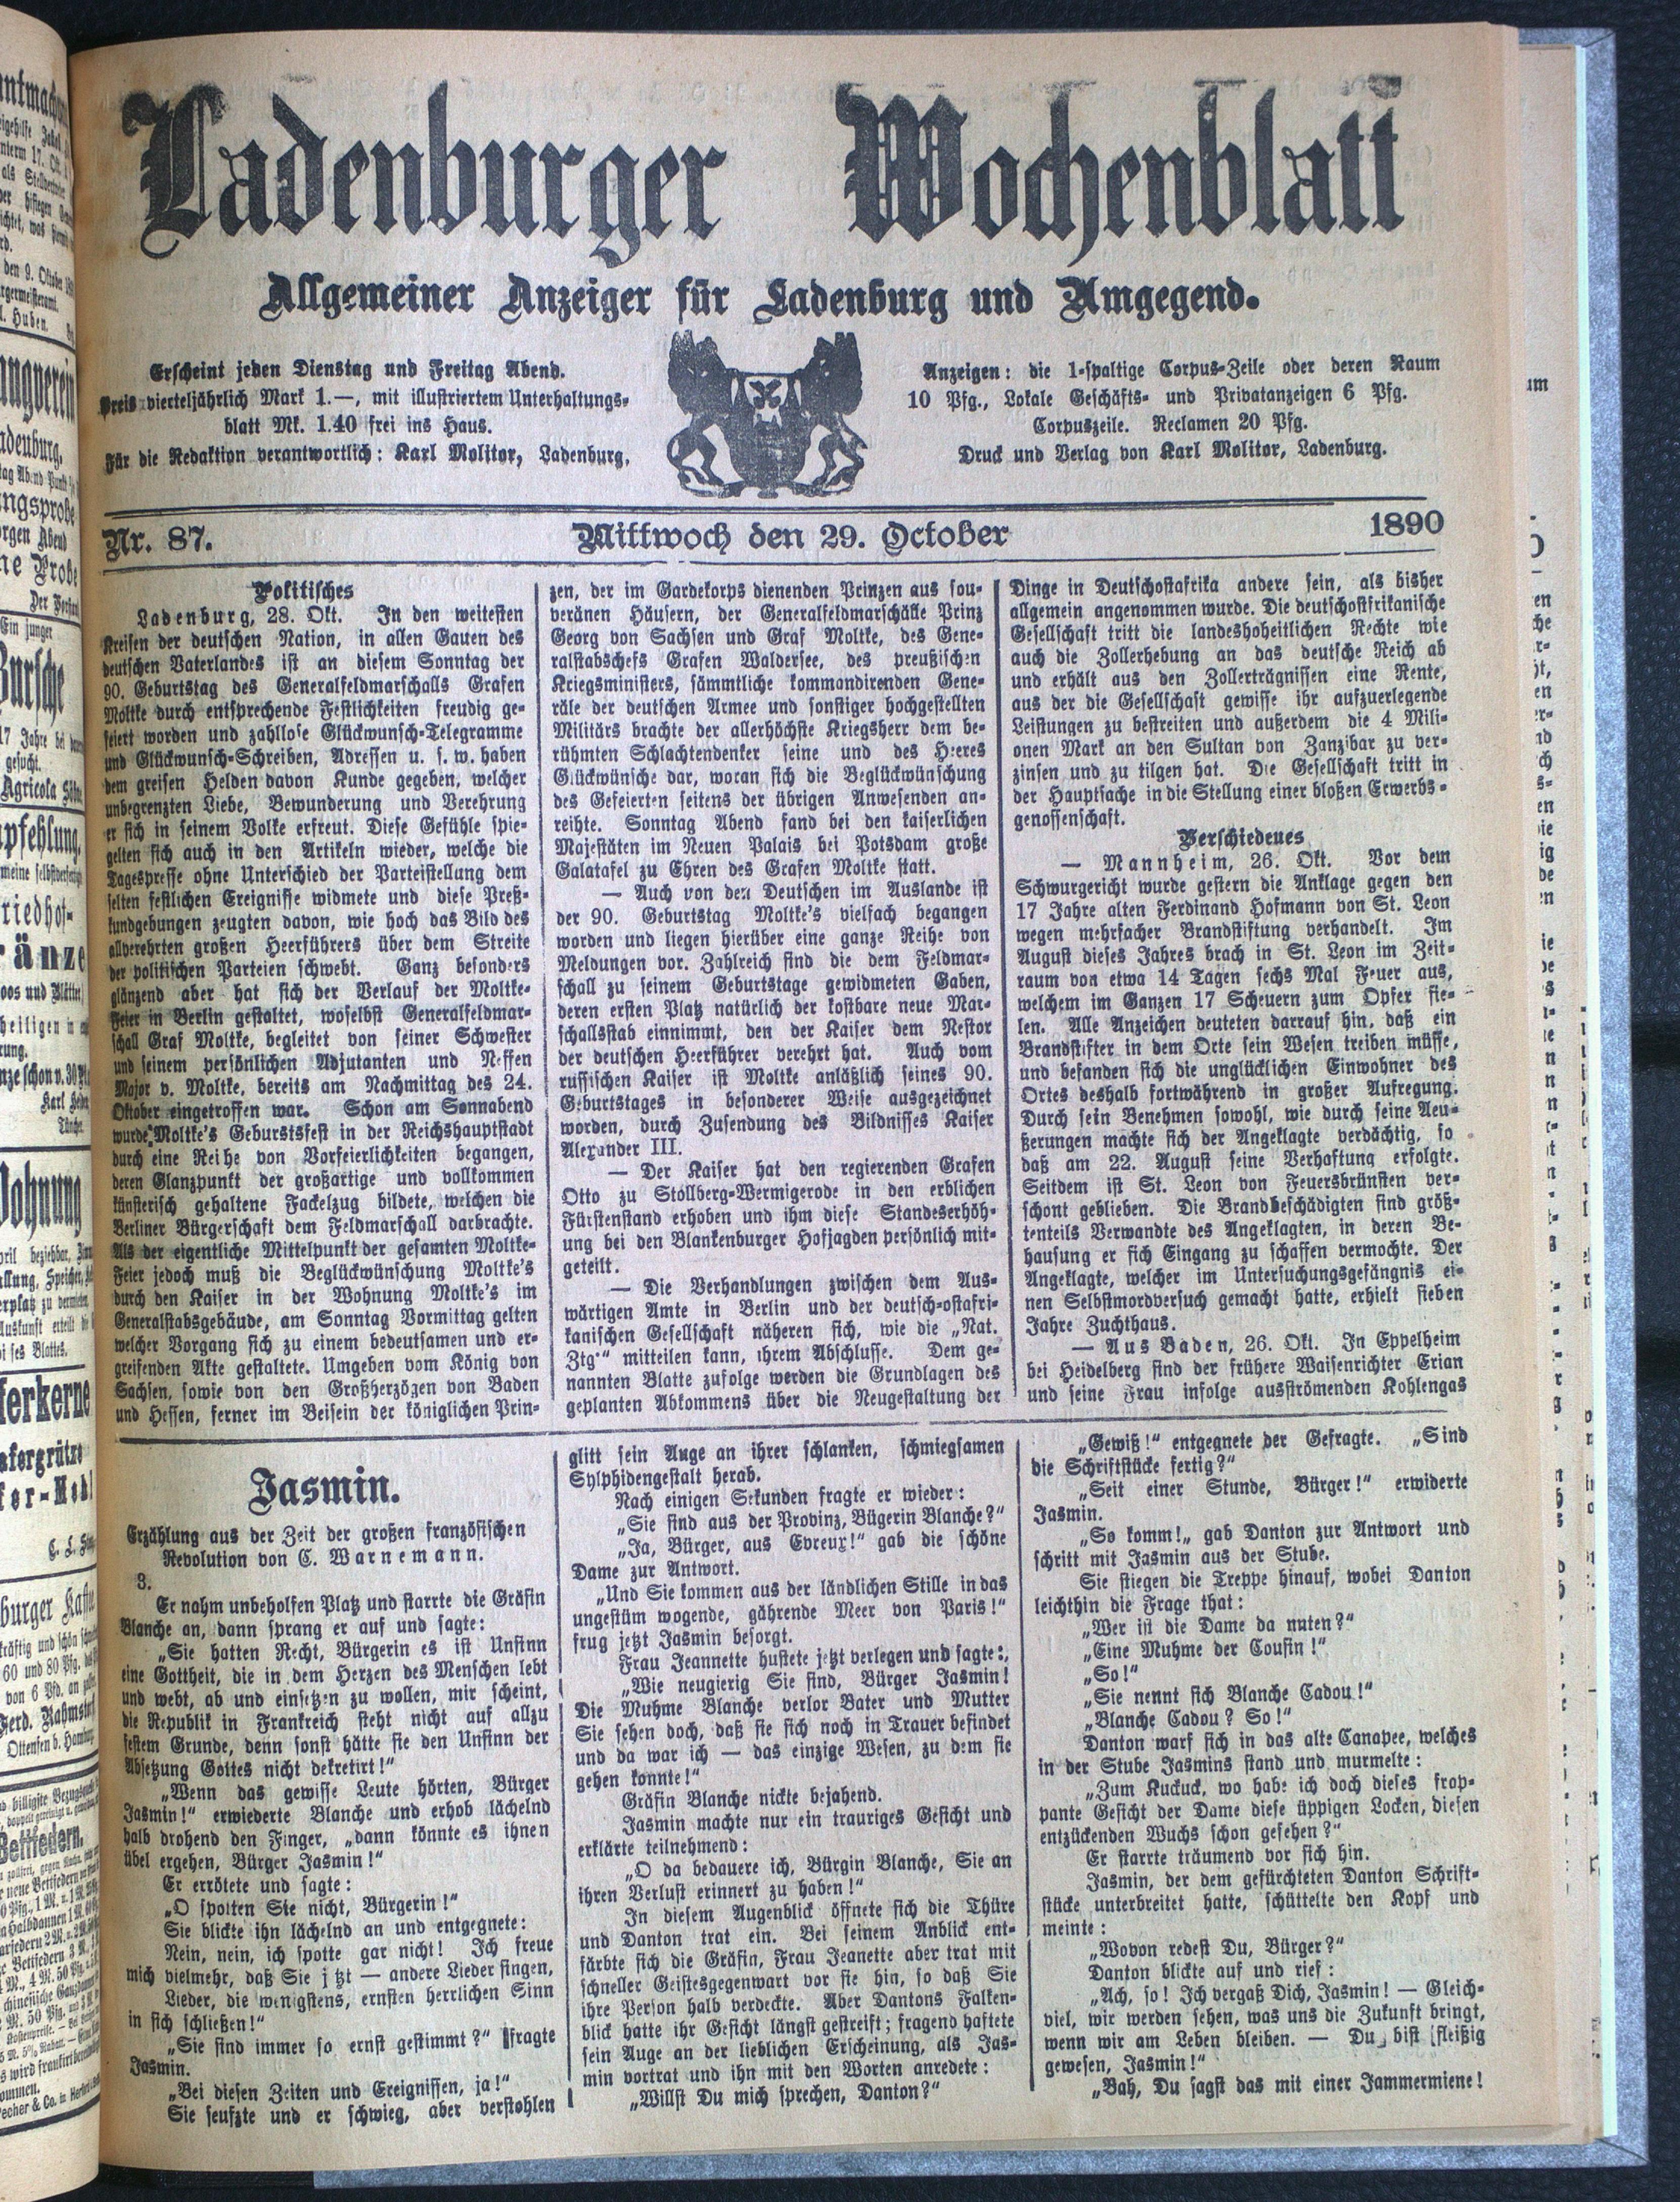 Ladenburger Wochenblatt
Allgemeiner Anzeiger für Ladenburg und Umgegend.
Erscheint jeden Dienstag und Freitag Abend.
Preis vierteljährlich Mark 1.—, mit illustriertem Unterhaltungs-
blatt Mk. 1.40 frei ins Haus.
Für die Redaktion verantwortlich: Karl Molitor, Ladenburg.
Anzeigen: die 1-spaltige Corpus-Zeile oder deren Raum
10 Pfg., Lokale Geschäfts- und Privatanzeigen 6 Pfg.
Corpuszeile. Reclamen 20 Pfg.
Druck und Verlag von Karl Molitor, Ladenburg.
Nr. 87.
Mittwoch den 29. October
1890
Politisches
Ladenburg, 28. Okt. In den weitesten
Kreisen der deutschen Nation, in allen Gauen des
deutschen Vaterlandes ist an diesem Sonntag der
90. Geburtstag des Generalfeldmarschalls Grafen
Moltke durch entsprechende Festlichkeiten freudig ge-
feiert worden und zahllose Glückwunsch-Telegramme
und Glückwunsch-Schreiben, Adressen u. s. w. haben
dem greisen Helden davon Kunde gegeben, welcher
unbegrenzten Liebe, Bewunderung und Verehrung
er sich in seinem Volke erfreut. Diese Gefühle spie-
gelten sich auch in den Artikeln wieder, welche die
Tagespresse ohne Unterschied der Parteistellung dem
selten festlichen Ereignisse widmete und diese Preß-
kundgebungen zeugten davon, wie hoch das Bild des
allverehrten großen Heerführers über dem Streite
der politischen Parteien schwebt. Ganz besonders
glänzend aber hat sich der Verlauf der Moltke-
Feier in Berlin gestaltet, woselbst Generalfeldmar-
schall Graf Moltke, begleitet von seiner Schwester
und seinem persönlichen Adjutanten und Neffen
Major v. Moltke, bereits am Nachmittag des 24.
Oktober eingetroffen war. Schon am Sonnabend
wurde Moltke's Geburstsfest in der Reichshauptstadt
durch eine Reihe von Vorfeierlichkeiten begangen,
deren Glanzpunkt der großartige und vollkommen
künsterisch gehaltene Fackelzug bildete, welchen die
Berliner Bürgerschaft dem Feldmarschall darbrachte.
Als der eigentliche Mittelpunkt der gesamten Moltke-
Feier jedoch muß die Beglückwünschung Moltke's
durch den Kaiser in der Wohnung Moltke's im
Generalstabsgebäude, am Sonntag Vormittag gelten
welcher Vorgang sich zu einem bedeutsamen und er-
greifenden Akte gestaltete. Umgeben vom König von
Sachsen, sowie von den Großherzögen von Baden
und Hessen, ferner im Beisein der königlichen Prin-
zen, der im Gardekorps dienenden Prinzen aus sou-
veränen Häusern, der Generalfeldmarschälle Prinz
Georg von Sachsen und Graf Moltke, des Gene-
ralstabschefs Grafen Waldersee, des preußischen
Kriegsministers, sämmtliche kommandirenden Gene-
räle der deutschen Armee und sonstiger hochgestellten
Militärs brachte der allerhöchste Kriegsherr dem be-
rühmten Schlachtendenker seine und des Heeres
Glückwünsche dar, woran sich die Beglückwünschung
des Gefeierten seitens der übrigen Anwesenden an-
reihte. Sonntag Abend fand bei den kaiserlichen
Majestäten im Neuen Palais bei Potsdam große
Galatafel zu Ehren des Grafen Moltke statt.
— Auch von den Deutschen im Auslande ist
der 90. Geburtstag Moltke's vielfach begangen
worden und liegen hierüber eine ganze Reihe von
Meldungen vor. Zahlreich sind die dem Feldmar-
schall zu seinem Geburtstage gewidmeten Gaben,
deren ersten Platz natürlich der kostbare neue Mar-
schallsstab einnimmt, den der Kaiser dem Nestor
der deutschen Heerführer verehrt hat. Auch vom
russischen Kaiser ist Moltke anläßlich seines 90.
Geburtstages in besonderer Weise ausgezeichnet
worden, durch Zusendung des Bildnisses Kaiser
Alexander III.
— Der Kaiser hat den regierenden Grafen
Otto zu Stollberg-Wermigerode in den erblichen
Fürstenstand erhoben und ihm diese Standeserhöh-
ung bei den Blankenburger Hofjagden persönlich mit-
geteilt.
— Die Verhandlungen zwischen dem Aus-
wärtigen Amte in Berlin und der deutsch-ostafri-
kanischen Gesellschaft näheren sich, wie die „Nat.
Ztg·“ mitteilen kann, ihrem Abschlusse. Dem ge-
nannten Blatte zufolge werden die Grundlagen des
geplanten Abkommens über die Neugestaltung der
Dinge in Deutschostafrika andere sein, als bisher
allgemein angenommen wurde. Die deutschostfrikanische
Gesellschaft tritt die landeshoheitlichen Rechte wie
auch die Zollerhebung an das deutsche Reich ab
und erhält aus den Zollerträgnissen eine Rente,
aus der die Gesellschaft gewisse ihr aufzuerlegende
Leistungen zu bestreiten und außerdem die 4 Mili-
onen Mark an den Sultan von Zanzibar zu ver-
zinsen und zu tilgen hat. Die Gesellschaft tritt in
der Hauptsache in die Stellung einer bloßen Erwerbs-
genossenschaft.
Verschiedenes
— Mannheim, 26. Okt. Vor dem
Schwurgericht wurde gestern die Anklage gegen den
17 Jahre alten Ferdinand Hofmann von St. Leon
wegen mehrfacher Brandstiftung verhandelt. Im
August dieses Jahres brach in St. Leon im Zeit-
raum von etwa 14 Tagen sechs Mal Feuer aus,
welchem im Ganzen 17 Scheuern zum Opfer fie-
len. Alle Anzeichen deuteten darauf hin, daß ein
Brandstifter in dem Orte sein Wesen treiben müsse,
und befanden sich die unglücklichen Einwohner des
Ortes deshalb fortwährend in großer Aufregung.
Durch sein Benehmen sowohl, wie durch seine Aeu-
ßerungen machte sich der Angeklagte verdächtig, so
daß am 22. August seine Verhaftung erfolgte.
Seitdem ist St. Leon von Feuersbrünsten ver-
schont geblieben. Die Brandbeschädigten sind größ-
tenteils Verwandte des Angeklagten, in deren Be-
hausung er sich Eingang zu schaffen vermochte. Der
Angeklagte, welcher im Untersuchungsgefängnis ei-
nen Selbstmordversuch gemacht hatte, erhielt sieben
Jahre Zuchthaus.
— Aus Baden, 26. Okt. In Eppelheim
bei Heidelberg sind der frühere Waisenrichter Erian
und seine Frau infolge ausströmenden Kohlengas
Jasmin.
Erzählung aus der Zeit der großen französischen
Revolution von C. Warnemann.
3.
Er nahm unbeholfen Platz und starrte die Gräfin
Blanche an, dann sprang er auf und sagte:
„Sie hatten Recht, Bürgerin es ist Unsinn
eine Gottheit, die in dem Herzen des Menschen lebt
und webt, ab und einsetzen zu wollen, mir scheint,
die Republik in Frankreich steht nicht auf allzu
festem Grunde, denn sonst hätte sie den Unsinn der
Absetzung Gottes nicht dekretirt!“
„Wenn das gewisse Leute hörten, Bürger
Jasmin!“ erwiederte Blanche und erhob lächelnd
halb drohend den Finger, „dann könnte es ihnen
übel ergehen, Bürger Jasmin!“
Er errötete und sagte:
„O spotten Sie nicht, Bürgerin!“
Sie blickte ihn lächelnd an und entgegnete:
Nein, nein, ich spotte gar nicht! Ich freue
mich vielmehr, daß Sie j tzt — andere Lieder singen,
Lieder, die wenigstens, ernsten herrlichen Sinn
in sich schließen!“
„Sie sind immer so ernst gestimmt?“ fragte
Jasmin.
„Bei diesen Zeiten und Ereignissen, ja!“
Sie seufzte und er schwieg, aber verstohlen
glitt sein Auge an ihrer schlanken, schmiegsamen
Sylphidengestalt herab.
Nach einigen Sekunden fragte er wieder:
„Sie sind aus der Provinz, Bügerin Blanche?“
„Ja, Bürger, aus Evreux!“ gab die schöne
Dame zur Antwort.
„Und Sie kommen aus der ländlichen Stille in das
ungestüm wogende, gährende Meer von Paris!“
frug jetzt Jasmin besorgt.
Frau Jeannette hustete jetzt verlegen und sagte:,
„Wie neugierig Sie sind, Bürger Jasmin!
Die Muhme Blanche verlor Vater und Mutter
Sie sehen doch, daß sie sich noch in Trauer befindet
und da war ich — das einzige Wesen, zu dem sie
gehen konnte!“
Gräfin Blanche nickte bejahend.
Jasmin machte nur ein trauriges Gesicht und
erklärte teilnehmend:
„O da bedauere ich, Bürgin Blanche, Sie an
ihren Verlust erinnert zu haben!“
In diesem Augenblick öffnete sich die Thüre
und Danton trat ein. Bei seinem Anblick ent-
färbte sich die Gräfin, Frau Jeanette aber trat mit
schneller Geistesgegenwart vor sie hin, so daß Sie
ihre Person halb verdeckte. Aber Dantons Falken-
blick hatte ihr Gesicht längst gestreift; fragend haftete
sein Auge an der lieblichen Erscheinung, als Jas-
min vortrat und ihn mit den Worten anredete:
„Willst Du mich sprechen, Danton?“
„Gewiß!“ entgegnete der Gefragte. „Sind
die Schriftstücke fertig?“
„Seit einer Stunde, Bürger!“ erwiderte
Jasmin.
„So komm!„ gab Danton zur Antwort und
schritt mit Jasmin aus der Stube.
Sie stiegen die Treppe hinauf, wobei Danton
leichthin die Frage that:
„Wer ist die Dame da nuten?“
„Eine Muhme der Cousin!“
„So!“
„Sie nennt sich Blanche Cadou!“
„Blanche Cadou? So!“
Danton warf sich in das alte Canapee, welches
in der Stube Jasmins stand und murmelte:
„Zum Kuckuck, wo habe ich doch dieses frap-
pante Gesicht der Dame diese üppigen Locken, diesen
entzückenden Wuchs schon gesehen?“
Er starrte träumend vor sich hin.
Jasmin, der dem gefürchteten Danton Schrift-
stücke unterbreitet hatte, schüttelte den Kopf und
meinte:
„Wovon redest Du, Bürger?“
Danton blickte auf und rief:
„Ach, so! Ich vergaß Dich, Jasmin! — Gleich-
viel, wir werden sehen, was uns die Zukunft bringt,
wenn wir am Leben bleiben. — Du bist fleißig
gewesen, Jasmin!“
„Bah, Du sagst das mit einer Jammermiene!